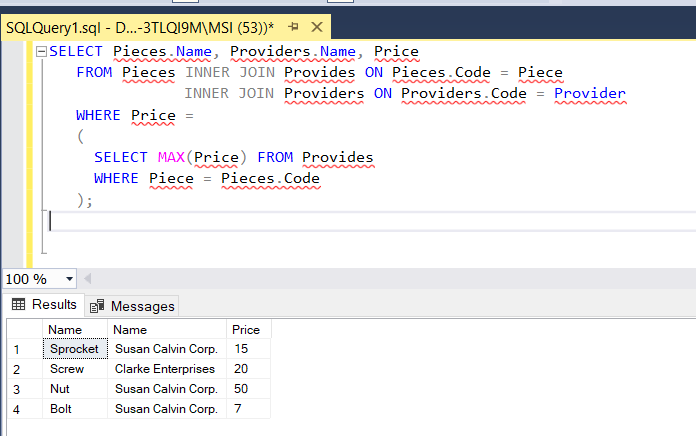 SQLQuery1.sql - D...-3TLQI9M\MSI (53))*
SELECT Pieces.Name, Providers.Name, Price
FROM Pieces INNER JOIN Provides ON Pieces.Code = Piece
INNER JOIN Providers ON Providers.Code = Provider
WHERE Price =
(
SELECT MAX(Price) FROM Provides
WHERE Piece = Pieces.Code
);
100 %
Results Messages
Name Name Price
1 Sprocket Susan Calvin Corp. 15
2 Screw Clarke Enterprises 20
3 Nut Susan Calvin Corp. 50
4 Bolt Susan Calvin Corp. 7